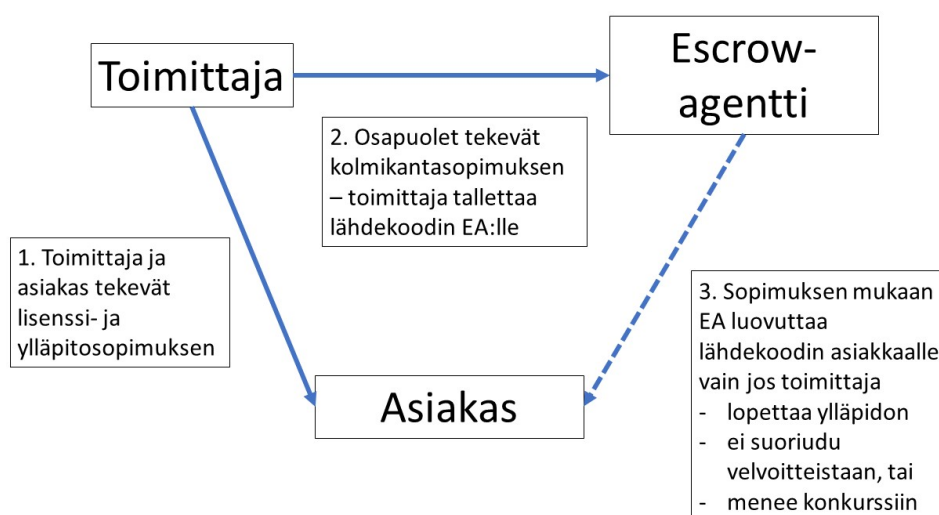 Toimittaja
Escrow-
agentti
2. Osapuolet tekevät
kolmikantasopimuksen
– toimittaja tallettaa
lähdekoodin EA:lle
1. Toimittaja ja
asiakas tekevät
lisenssi- ja
ylläpitosopimuksen
3. Sopimuksen mukaan
EA luovuttaa
lähdekoodin asiakkaalle
vain jos toimittaja
- lopettaa ylläpidon
- ei suoriudu
velvoitteistaan, tai
- menee konkurssiin
Asiakas